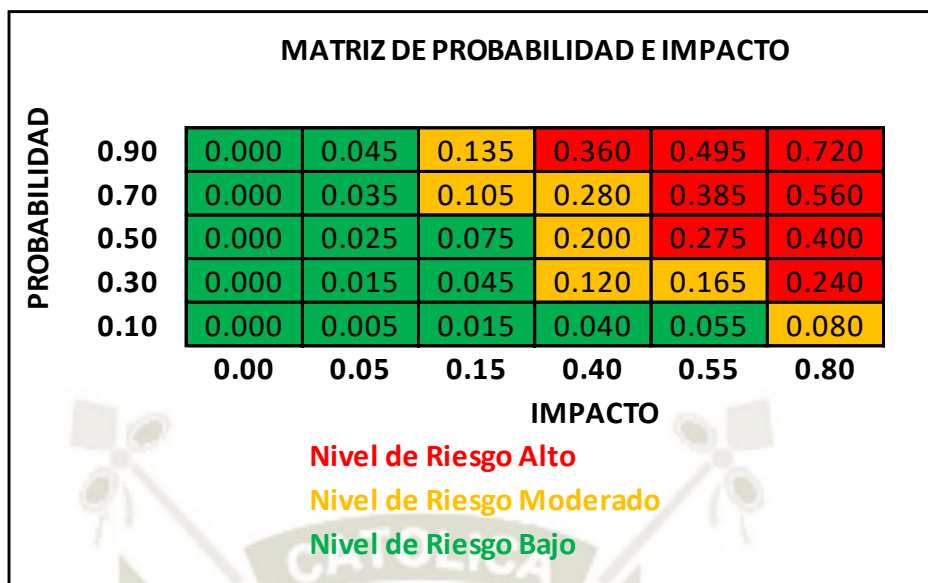 MATRIZ DE PROBABILIDAD E IMPACTO
PROBABILIDAD
0.90 0.000 0.045 0.135 0.360 0.495 0.720
0.70 0.000 0.035 0.105 0.280 0.385 0.560
0.50 0.000 0.025 0.075 0.200 0.275 0.400
0.30 0.000 0.015 0.045 0.120 0.165 0.240
0.10 0.000 0.005 0.015 0.040 0.055 0.080
0.00 0.05 0.15 0.40 0.55 0.80
IMPACTO
Nivel de Riesgo Alto
Nivel de Riesgo Moderado
Nivel de Riesgo Bajo
CATOLICA